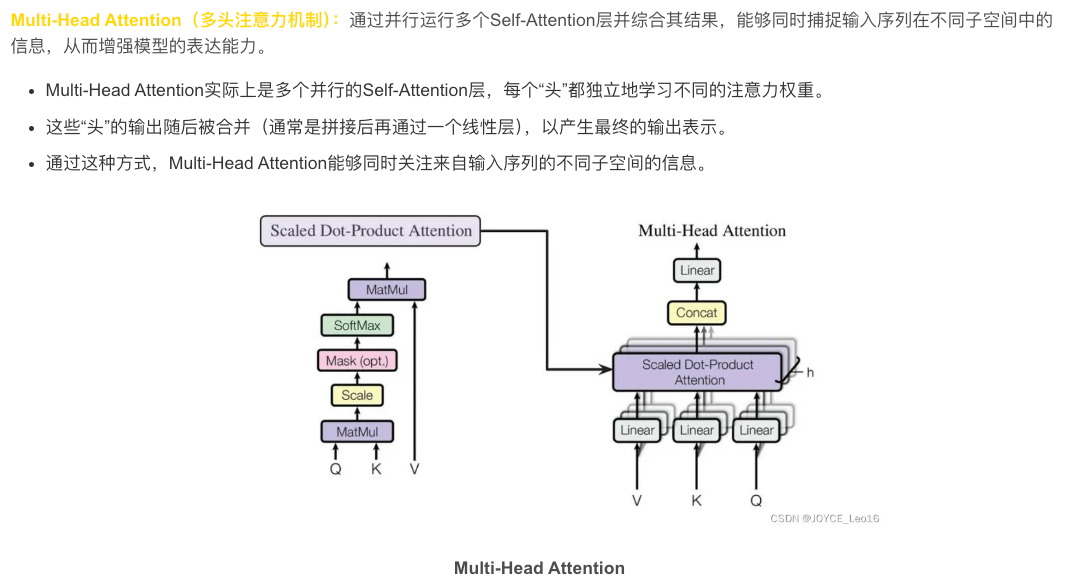 Multi-Head Attention（多头注意力机制）：通过并行运行多个Self-Attention层并综合其结果，能够同时捕捉输入序列在不同子空间中的
信息，从而增强模型的表达能力。
Multi-Head Attention实际上是多个并行的Self-Attention层，每个“头”都独立地学习不同的注意力权重。
这些“头”的输出随后被合并（通常是拼接后再通过一个线性层），以产生最终的输出表示。
通过这种方式，Multi-Head Attention能够同时关注来自输入序列的不同子空间的信息。
Scaled Dot-Product Attention
MatMul
SoftMax
Mask (opt.)
Scale
MatMul
Q K V
Multi-Head Attention
Linear
Concat
Scaled Dot-Product
Attention
h
Linear Linear Linear
V K Q
CSDN @JOYCE_Leo16
Multi-Head Attention